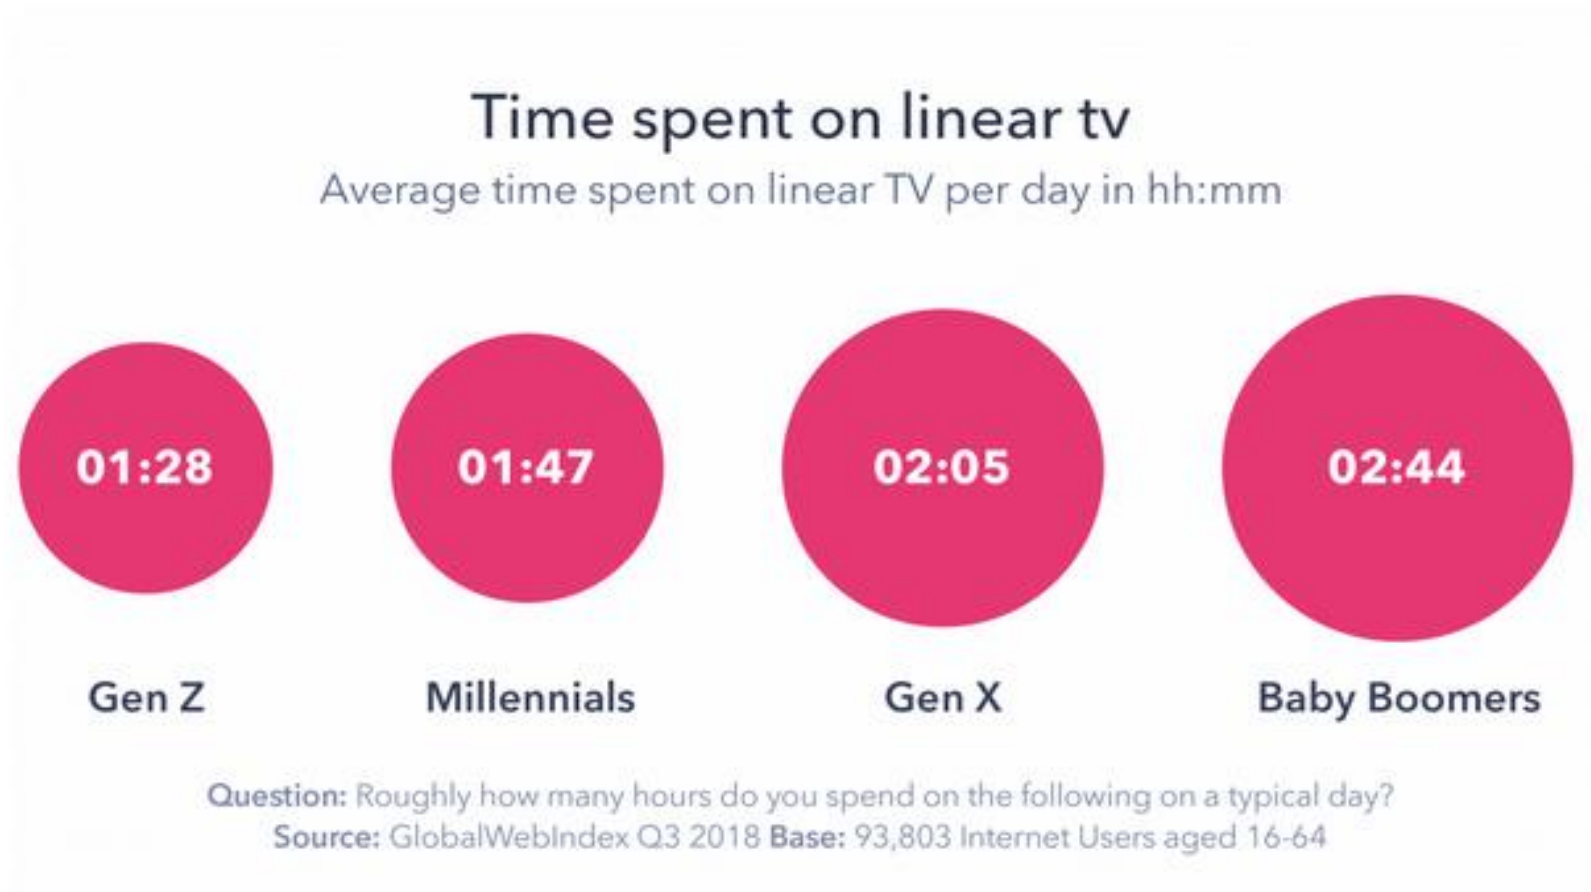 Time spent on linear tv
Average time spent on linear TV per day in hh:mm
01:28
01:47
02:05
02:44
Gen Z
Millennials
Gen X
Baby Boomers
Question: Roughly how many hours do you spend on the following on a typical day?
Source: GlobalWebIndex Q3 2018 Base: 93,803 Internet Users aged 16-64